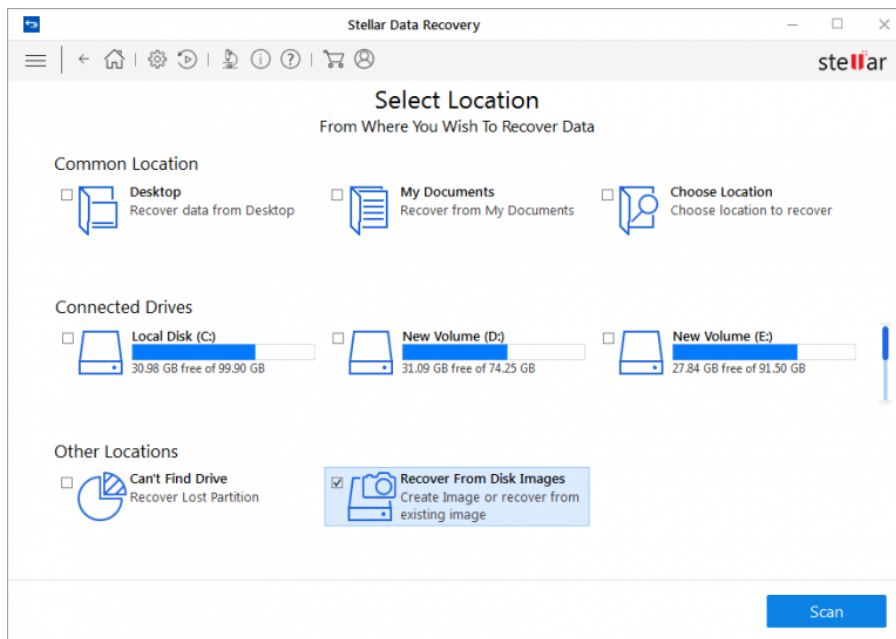 Stellar Data Recovery
stellar
Select Location
From Where You Wish To Recover Data
Common Location
Desktop
Recover data from Desktop
My Documents
Recover from My Documents
Choose Location
Choose location to recover
Connected Drives
Local Disk (C:)
30.98 GB free of 99.90 GB
New Volume (D:)
31.09 GB free of 74.25 GB
New Volume (E:)
27.84 GB free of 91.50 GB
Other Locations
Can't Find Drive
Recover Lost Partition
Recover From Disk Images
Create Image or recover from
existing image
Scan